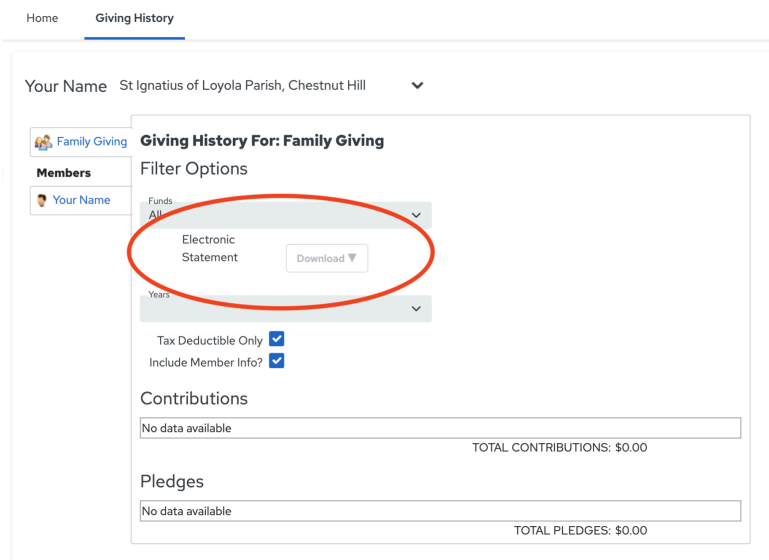 Home Giving History
Your Name St Ignatius of Loyola Parish, Chestnut Hill
Family Giving
Members
Your Name
Giving History For: Family Giving
Filter Options
Funds
All
Electronic
Statement
Download ▼
Years
Tax Deductible Only
Include Member Info?
Contributions
No data available
TOTAL CONTRIBUTIONS: $0.00
Pledges
No data available
TOTAL PLEDGES: $0.00